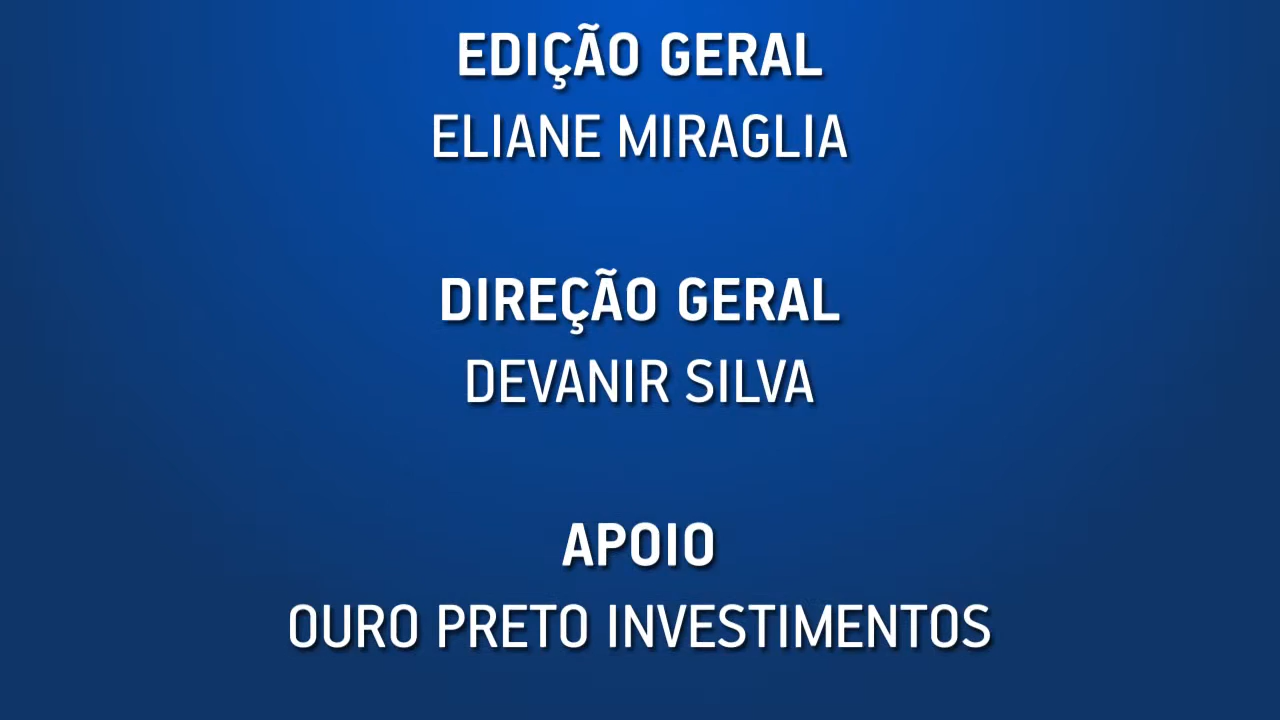 EDIÇÃO GERAL
ELIANE MIRAGLIA
DIREÇÃO GERAL
DEVANIR SILVA
APOIO
OURO PRETO INVESTIMENTOS